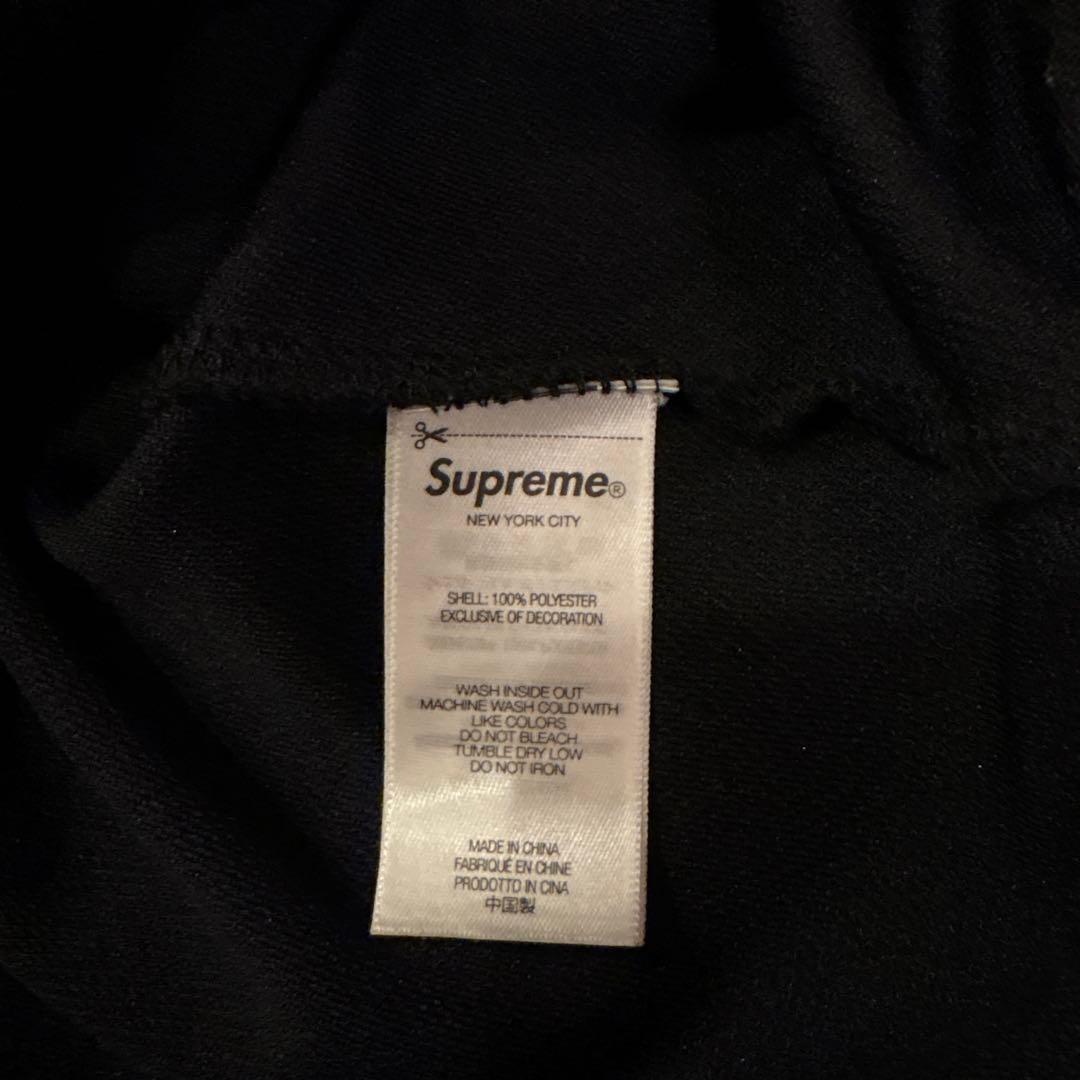 Supreme®
NEW YORK CITY
SHELL: 100% POLYESTER
EXCLUSIVE OF DECORATION
WASH INSIDE OUT
MACHINE WASH COLD WITH
LIKE COLORS
DO NOT BLEACH
TUMBLE DRY LOW
DO NOT IRON
MADE IN CHINA
FABRIQUÉ EN CHINE
PRODOTTO IN CINA
中国製